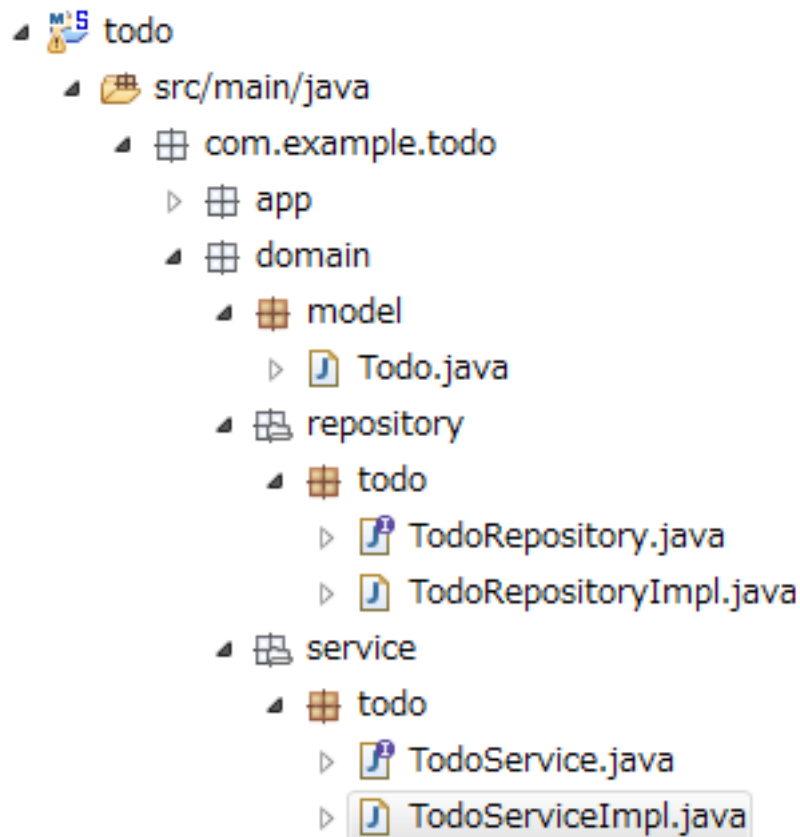 todo
src/main/java
com.example.todo
app
domain
model
Todo.java
repository
todo
TodoRepository.java
TodoRepositoryImpl.java
service
todo
TodoService.java
TodoServiceImpl.java